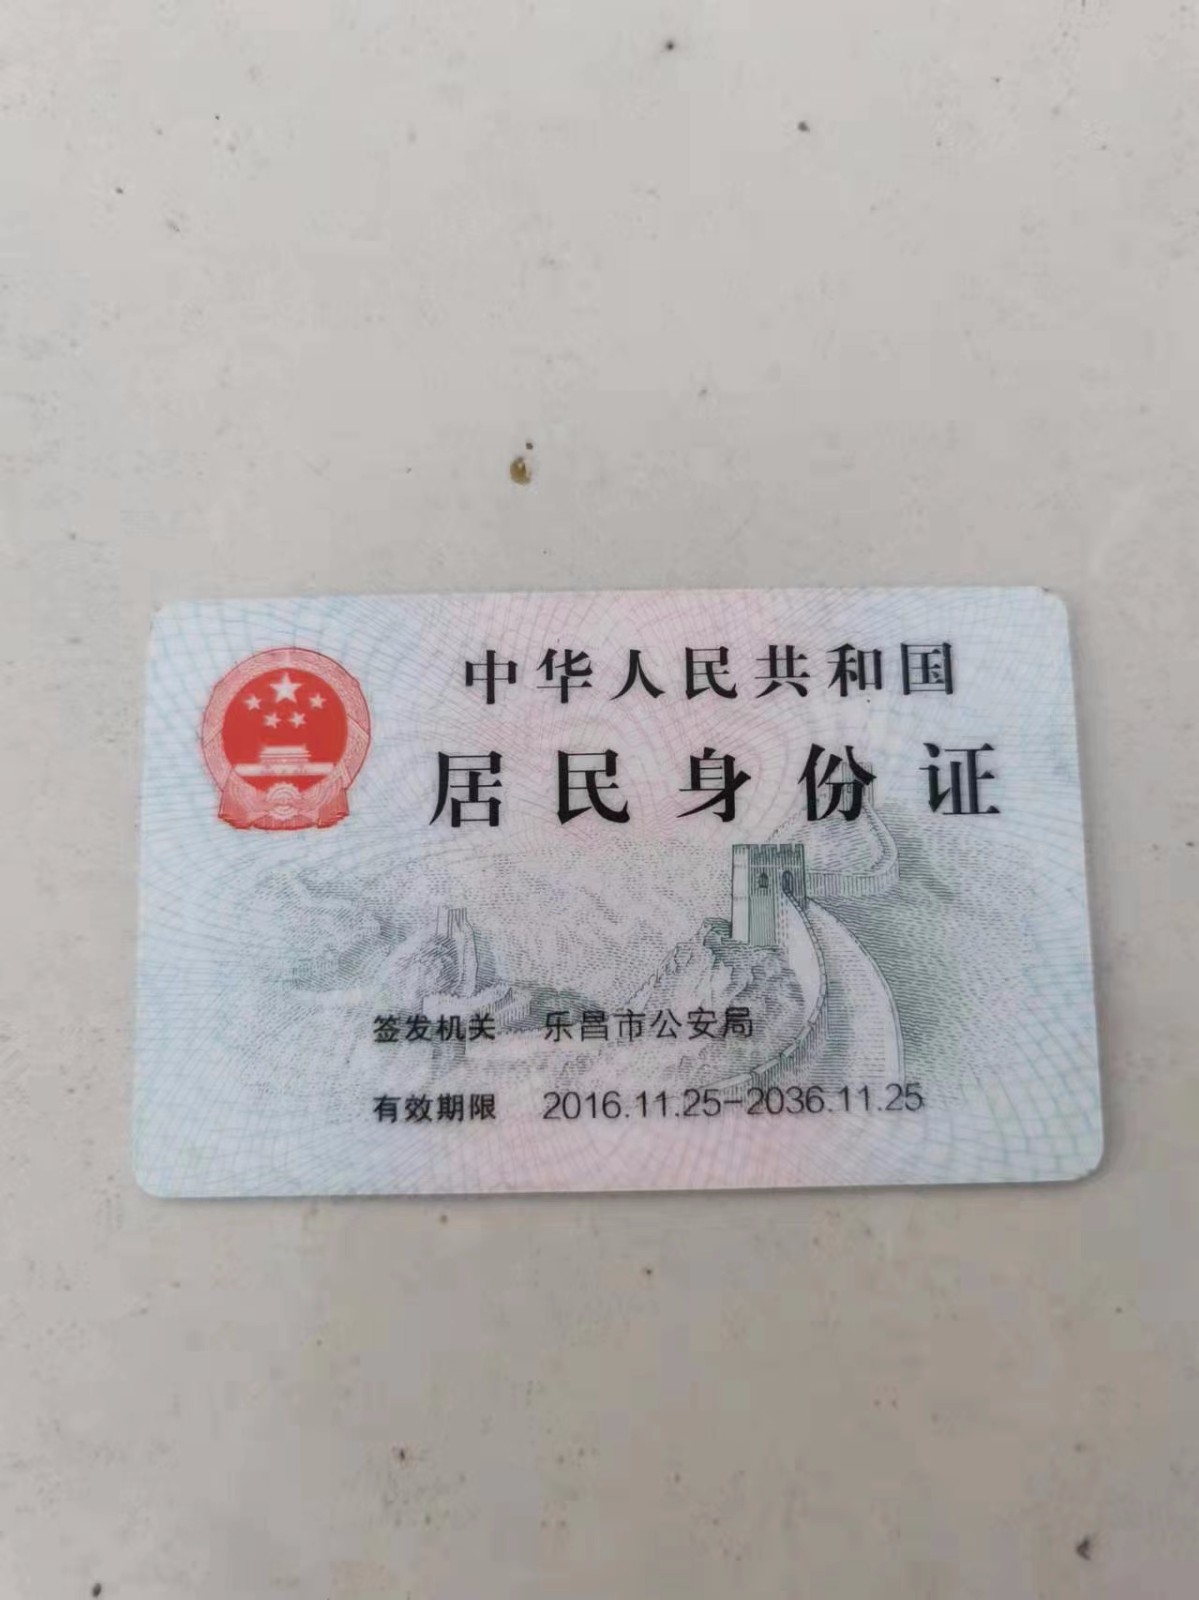 中华人民共和国
居民身份证
签发机关 乐昌市公安局
有效期限 2016.11.25-2036.11.25